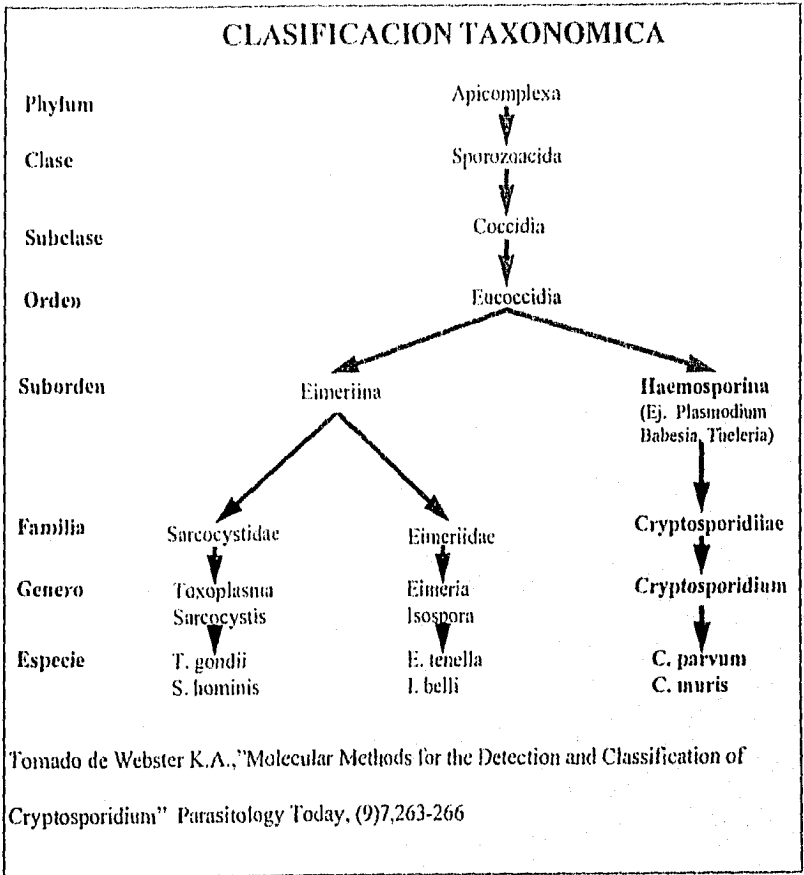 CLASIFICACION TAXONOMICA
Phylum Apicomplexa
Clase Sporozoacida
Subclase Coccidia
Orden Eucoccidia
Suborden Eimeriina Haemosporina
(Ej. Plasmodium
Babesia, Tueleria)
Familia Sarcocystidae Eimeriidae Cryptosporidiiae
Genero Toxoplasma Eimeria Cryptosporidium
Sarcocystis Isospora
Especie T. gondii E. tenella C. parvum
S. hominis I. belli C. muris
Tomado de Webster K.A.,"Molecular Methods for the Detection and Classification of
Cryptosporidium" Parasitology Today, (9)7,263-266